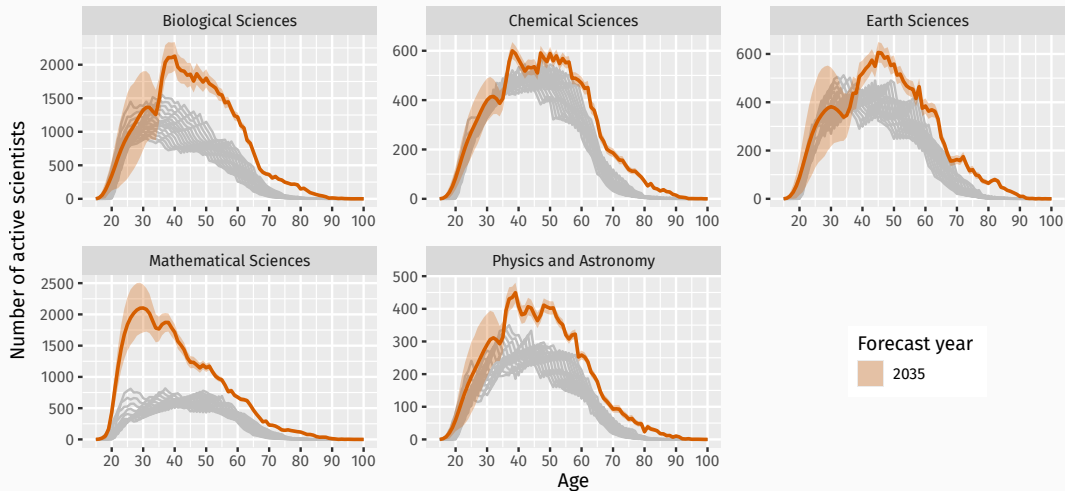 Biological Sciences
Chemical Sciences
Earth Sciences
2000
1500
1000
500
0
600
400
200
0
600
400
200
0
20 30 40 50 60 70 80 90 100
20 30 40 50 60 70 80 90 100
20 30 40 50 60 70 80 90 100
Number of active scientists
Mathematical Sciences
Physics and Astronomy
2500
2000
1500
1000
500
0
500
400
300
200
100
0
20 30 40 50 60 70 80 90 100
20 30 40 50 60 70 80 90 100
Age
Forecast year
2035